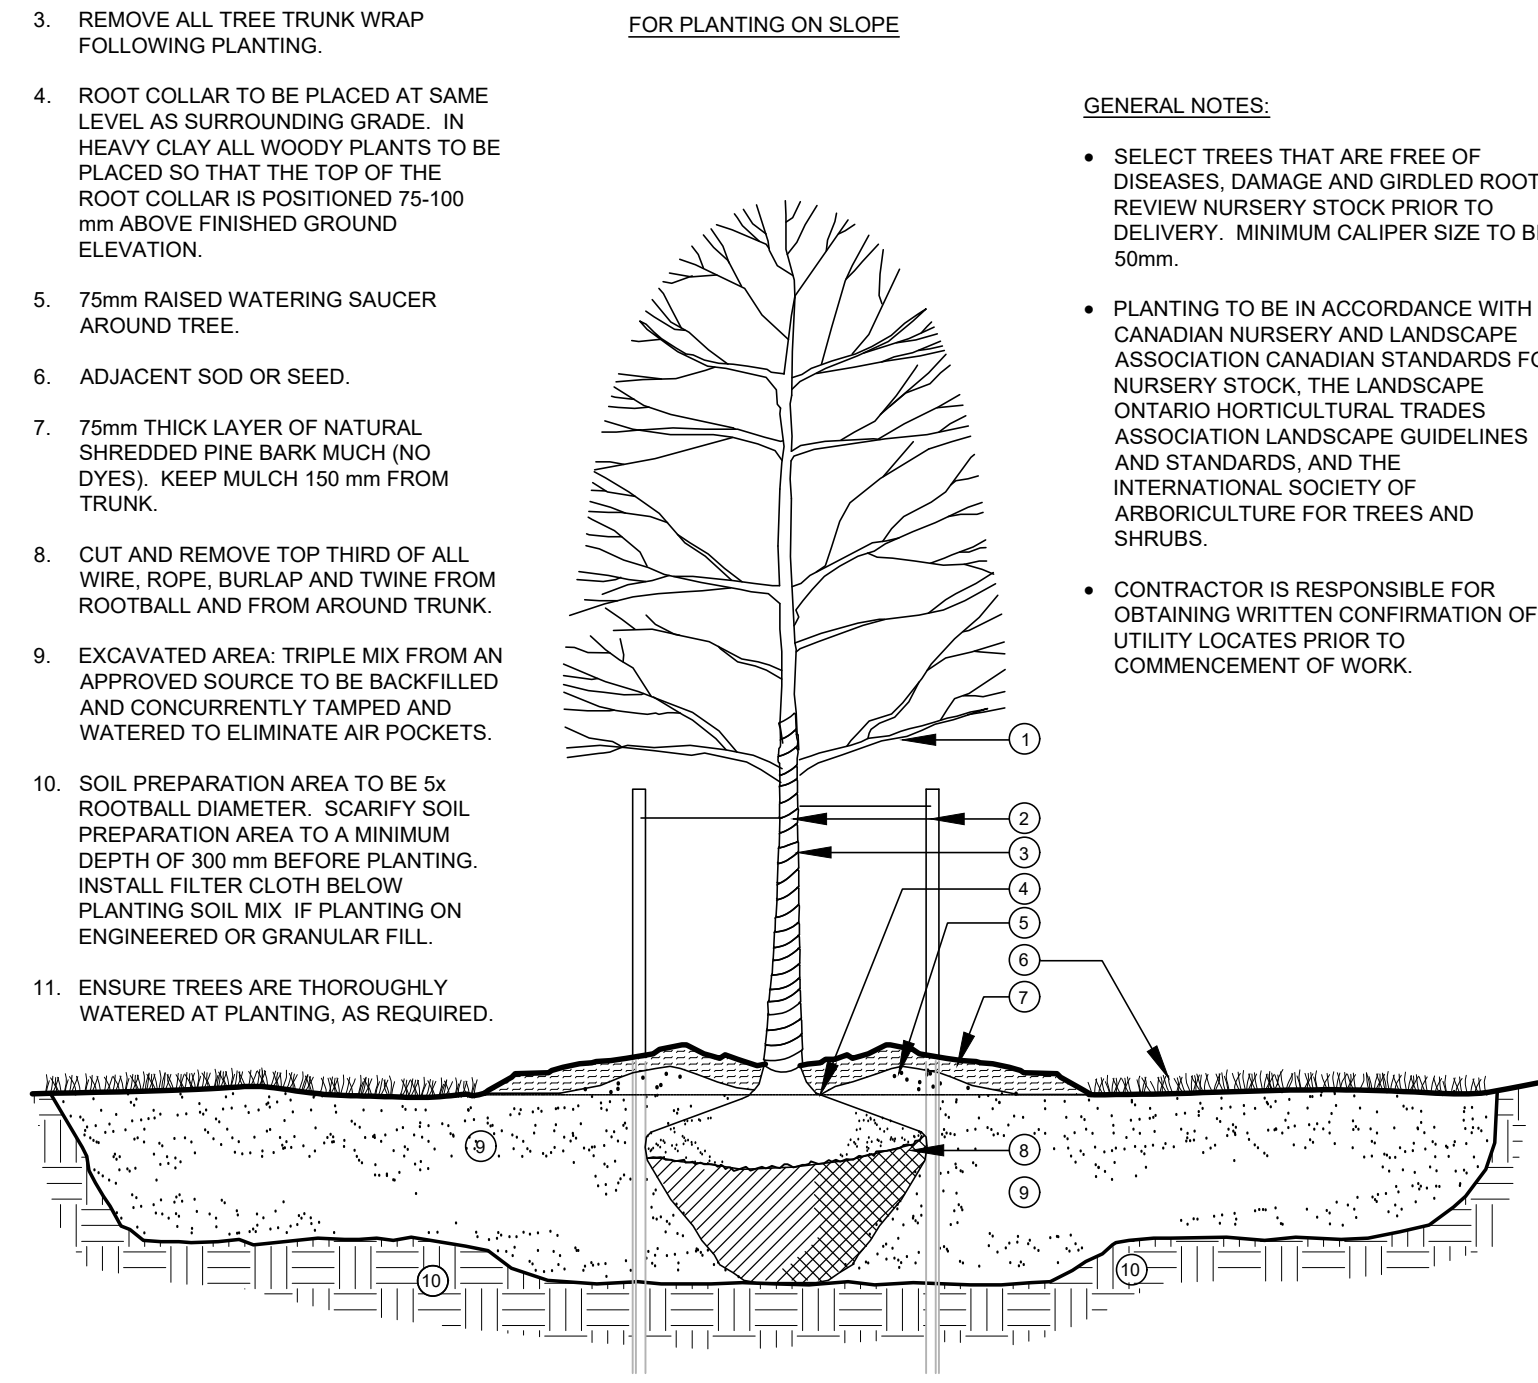 3. REMOVE ALL TREE TRUNK WRAP
FOLLOWING PLANTING.
4. ROOT COLLAR TO BE PLACED AT SAME
LEVEL AS SURROUNDING GRADE. IN
HEAVY CLAY ALL WOODY PLANTS TO BE
PLACED SO THAT THE TOP OF THE
ROOT COLLAR IS POSITIONED 75-100
mm ABOVE FINISHED GROUND
ELEVATION.
5. 75mm RAISED WATERING SAUCER
AROUND TREE.
6. ADJACENT SOD OR SEED.
7. 75mm THICK LAYER OF NATURAL
SHREDDED PINE BARK MUCH (NO
DYES). KEEP MULCH 150 mm FROM
TRUNK.
8. CUT AND REMOVE TOP THIRD OF ALL
WIRE, ROPE, BURLAP AND TWINE FROM
ROOTBALL AND FROM AROUND TRUNK.
9. EXCAVATED AREA: TRIPLE MIX FROM AN
APPROVED SOURCE TO BE BACKFILLED
AND CONCURRENTLY TAMPED AND
WATERED TO ELIMINATE AIR POCKETS.
10. SOIL PREPARATION AREA TO BE 5x
ROOTBALL DIAMETER. SCARIFY SOIL
PREPARATION AREA TO A MINIMUM
DEPTH OF 300 mm BEFORE PLANTING.
INSTALL FILTER CLOTH BELOW
PLANTING SOIL MIX IF PLANTING ON
ENGINEERED OR GRANULAR FILL.
11. ENSURE TREES ARE THOROUGHLY
WATERED AT PLANTING, AS REQUIRED.
FOR PLANTING ON SLOPE
GENERAL NOTES:
• SELECT TREES THAT ARE FREE OF
DISEASES, DAMAGE AND GIRDLED ROOT
REVIEW NURSERY STOCK PRIOR TO
DELIVERY. MINIMUM CALIPER SIZE TO B
50mm.
• PLANTING TO BE IN ACCORDANCE WITH
CANADIAN NURSERY AND LANDSCAPE
ASSOCIATION CANADIAN STANDARDS FO
NURSERY STOCK, THE LANDSCAPE
ONTARIO HORTICULTURAL TRADES
ASSOCIATION LANDSCAPE GUIDELINES
AND STANDARDS, AND THE
INTERNATIONAL SOCIETY OF
ARBORICULTURE FOR TREES AND
SHRUBS.
• CONTRACTOR IS RESPONSIBLE FOR
OBTAINING WRITTEN CONFIRMATION OF
UTILITY LOCATES PRIOR TO
COMMENCEMENT OF WORK.
1
2
3
4
5
6
7
8
9
9
10
10